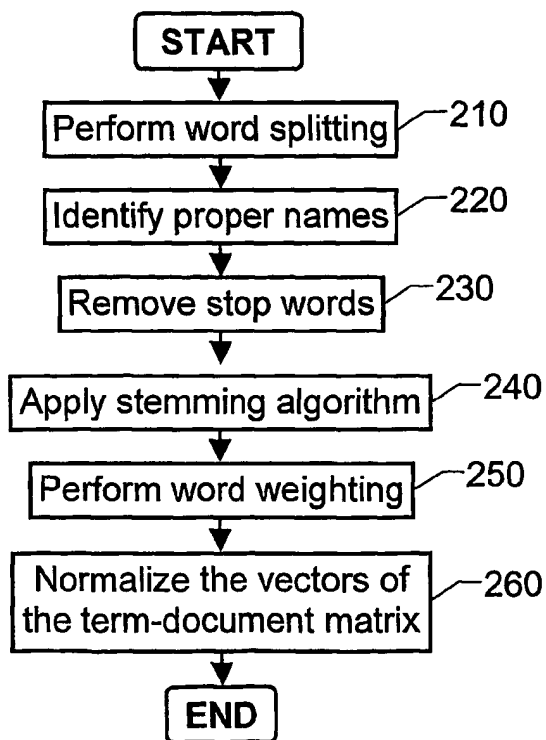 START
Perform word splitting 210
Identify proper names 220
Remove stop words 230
Apply stemming algorithm 240
Perform word weighting 250
Normalize the vectors of 260
the term-document matrix
END